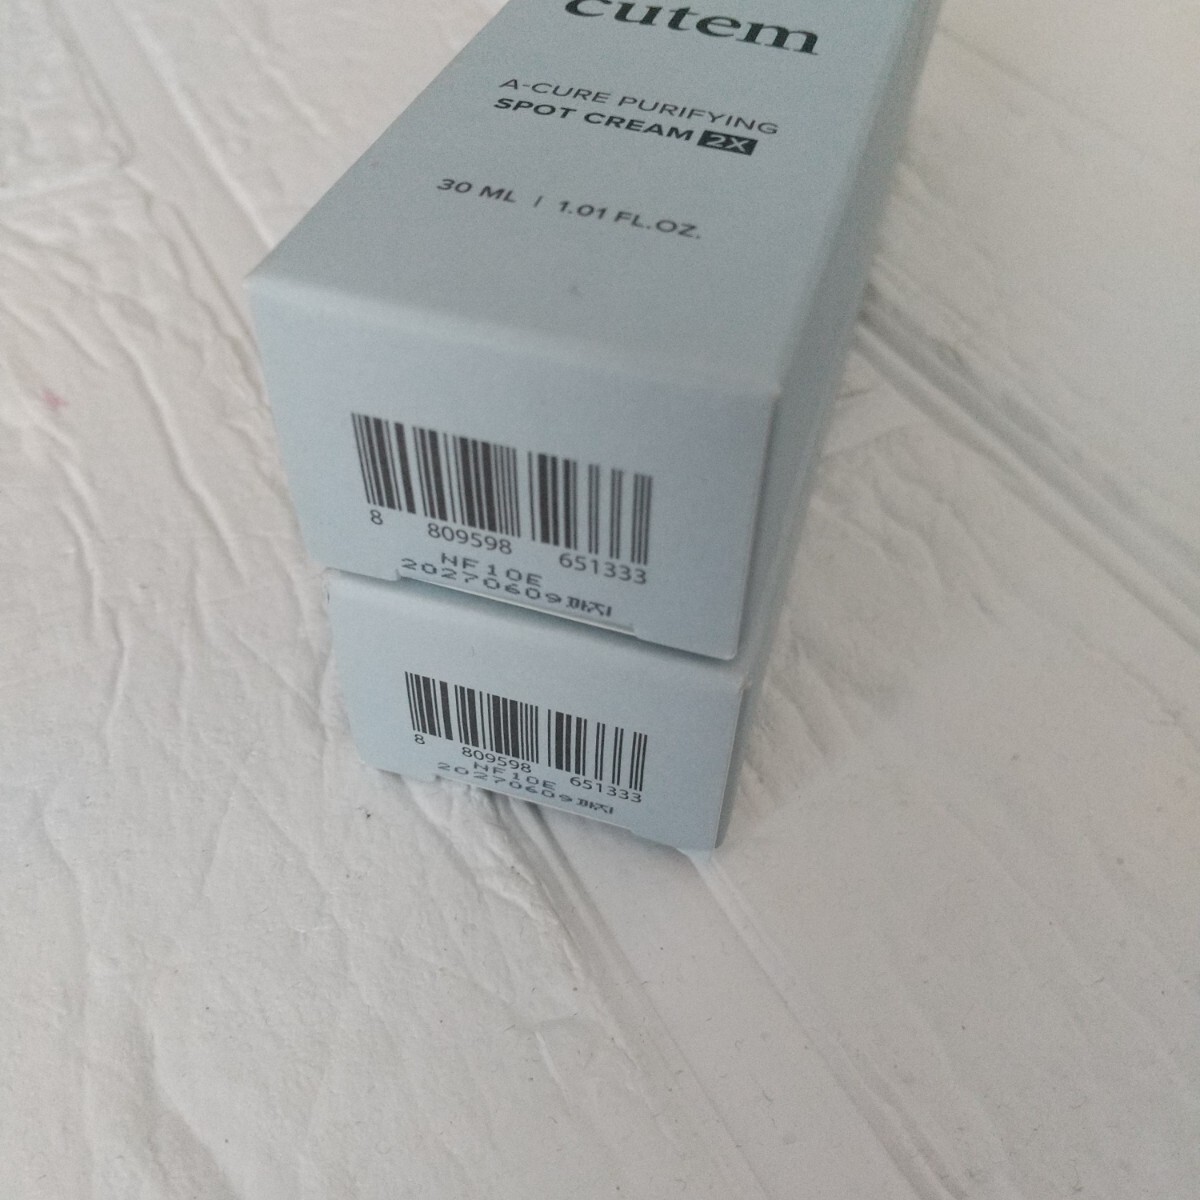 cutem
A-CURE PURIFYING
SPOT CREAM 2X
30 ML | 1.01 FL.OZ.
8 809598 651333
NF10E
20270609까지
8 809598 651333
NF10E
20270609까지